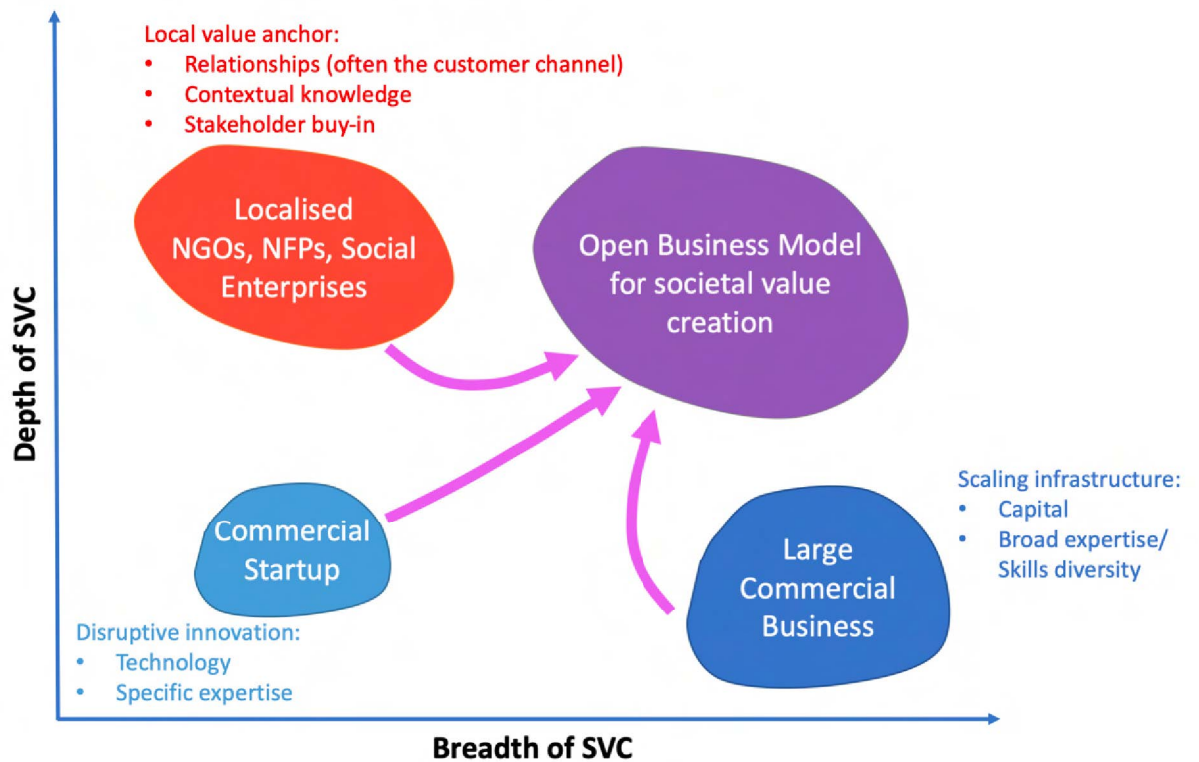 Local value anchor:
• Relationships (often the customer channel)
• Contextual knowledge
• Stakeholder buy-in
Localised
NGOs, NFPs, Social
Enterprises
Open Business Model
for societal value
creation
Depth of SVC
Commercial
Startup
Large
Commercial
Business
Scaling infrastructure:
• Capital
• Broad expertise/
Skills diversity
Disruptive innovation:
• Technology
• Specific expertise
Breadth of SVC